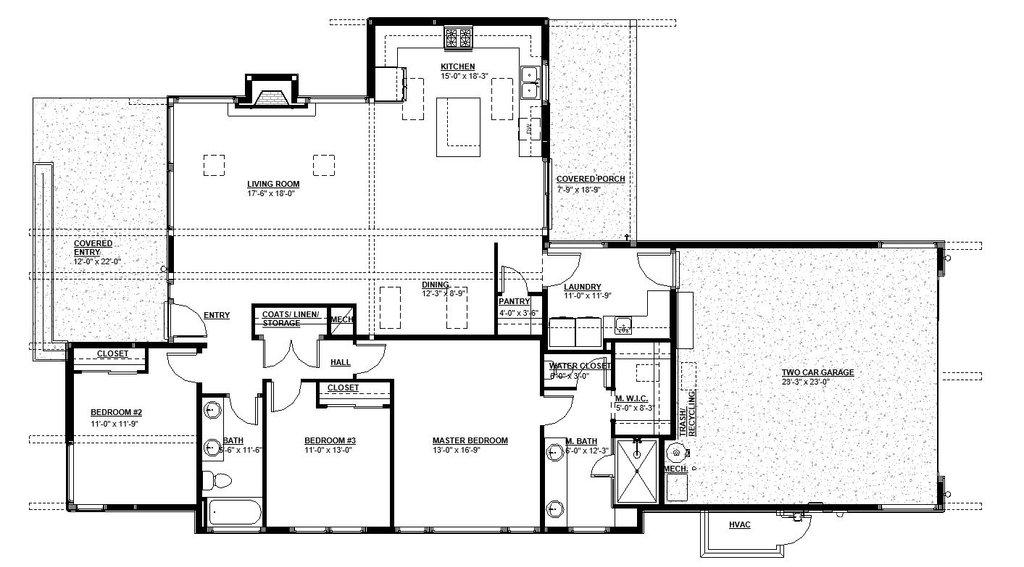 KITCHEN
15'-0" x 18'-3"
LIVING ROOM
17'-6" x 18'-0"
COVERED PORCH
7'-9" x 18'-9"
COVERED
ENTRY
12'-0" x 22'-0"
DINING
12'-3" x 8'-9"
PANTRY
4'-0" x 3'-6"
LAUNDRY
11'-0" x 11'-9"
ENTRY
COATS/ LINEN/
STORAGE
MECH
HALL
CLOSET
CLOSET
WATER CLOSET
6'-0" x 3'-0"
TWO CAR GARAGE
23'-3" x 23'-0"
M. W.I.C.
5'-0" x 8'-3"
TRASH/
RECYCLING
BEDROOM #2
11'-0" x 11'-9"
BATH
5'-6" x 11'-6"
BEDROOM #3
11'-0" x 13'-0"
MASTER BEDROOM
13'-0" x 16'-9"
M. BATH
6'-0" x 12'-3"
MECH.
HVAC